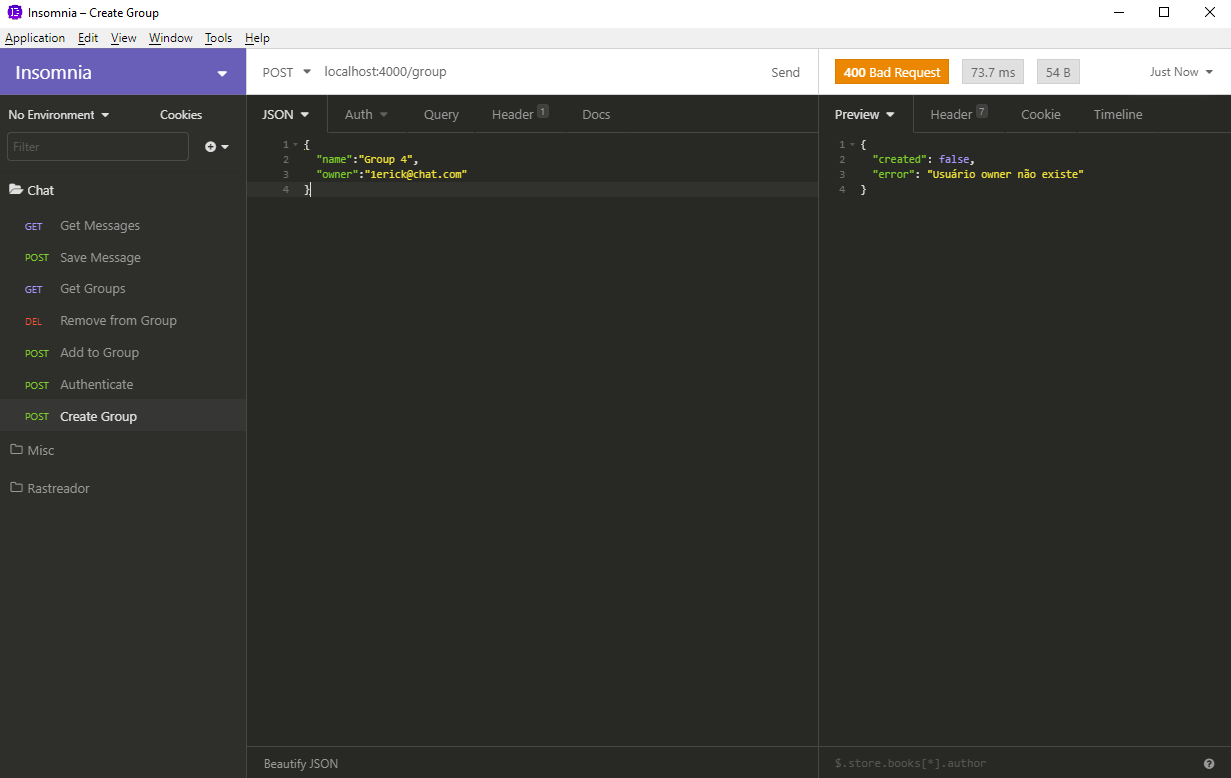 Insomnia – Create Group
Application Edit View Window Tools Help
Insomnia
POST localhost:4000/group Send
400 Bad Request 73.7 ms 54 B Just Now
No Environment Cookies
JSON Auth Query Header 1 Docs
Preview Header 7 Cookie Timeline
Filter
1 {
2 "name":"Group 4",
3 "owner":"1erick@chat.com"
4 }
1 {
2 "created": false,
3 "error": "Usuário owner não existe"
4 }
Chat
GET Get Messages
POST Save Message
GET Get Groups
DEL Remove from Group
POST Add to Group
POST Authenticate
POST Create Group
Misc
Rastreador
Beautify JSON
$.store.books[*].author
?